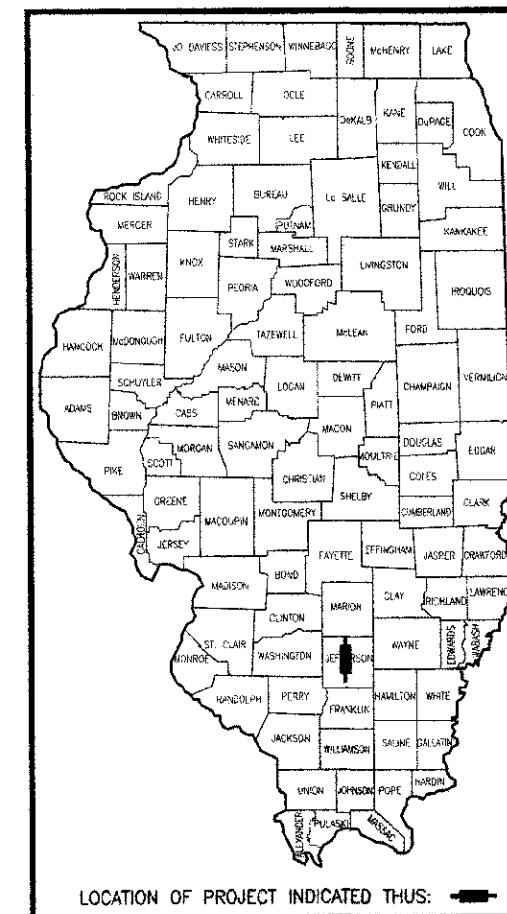 JO DAVIESS STEPHENSON WINNEBAGO BOONE McHENRY LAKE
CARROLL OGLE DeKALB KANE DuPAGE COOK
WHITESIDE LEE KENDALL WILL
ROCK ISLAND HENRY BUREAU La SALLE GRUNDY
MERCER PUTNAM KANKAKEE
STARK MARSHALL
HENDERSON WARREN KNOX PEORIA WOODFORD LIVINGSTON IROQUOIS
HANCOCK McDONOUGH FULTON TAZEWELL McLEAN FORD
SCHUYLER MASON LOGAN DEWITT CHAMPAIGN VERMILION
ADAMS BROWN CASS MENARD PIATT
MACON
MORGAN SANGAMON DOUGLAS EDGAR
PIKE SCOTT CHRISTIAN MOULTRIE COLES
GREENE SHELBY
CALHOUN MACOUPIN MONTGOMERY CUMBERLAND CLARK
JERSEY FAYETTE EFFINGHAM JASPER CRAWFORD
MADISON BOND
CLAY RICHLAND LAWRENCE
CLINTON MARION
ST. CLAIR WAYNE EDWARDS WABASH
MONROE WASHINGTON JEFFERSON
RANDOLPH PERRY HAMILTON WHITE
FRANKLIN
JACKSON WILLIAMSON SALINE GALLATIN
UNION JOHNSON POPE HARDIN
ALEXANDER PULASKI MASSAC
LOCATION OF PROJECT INDICATED THUS: